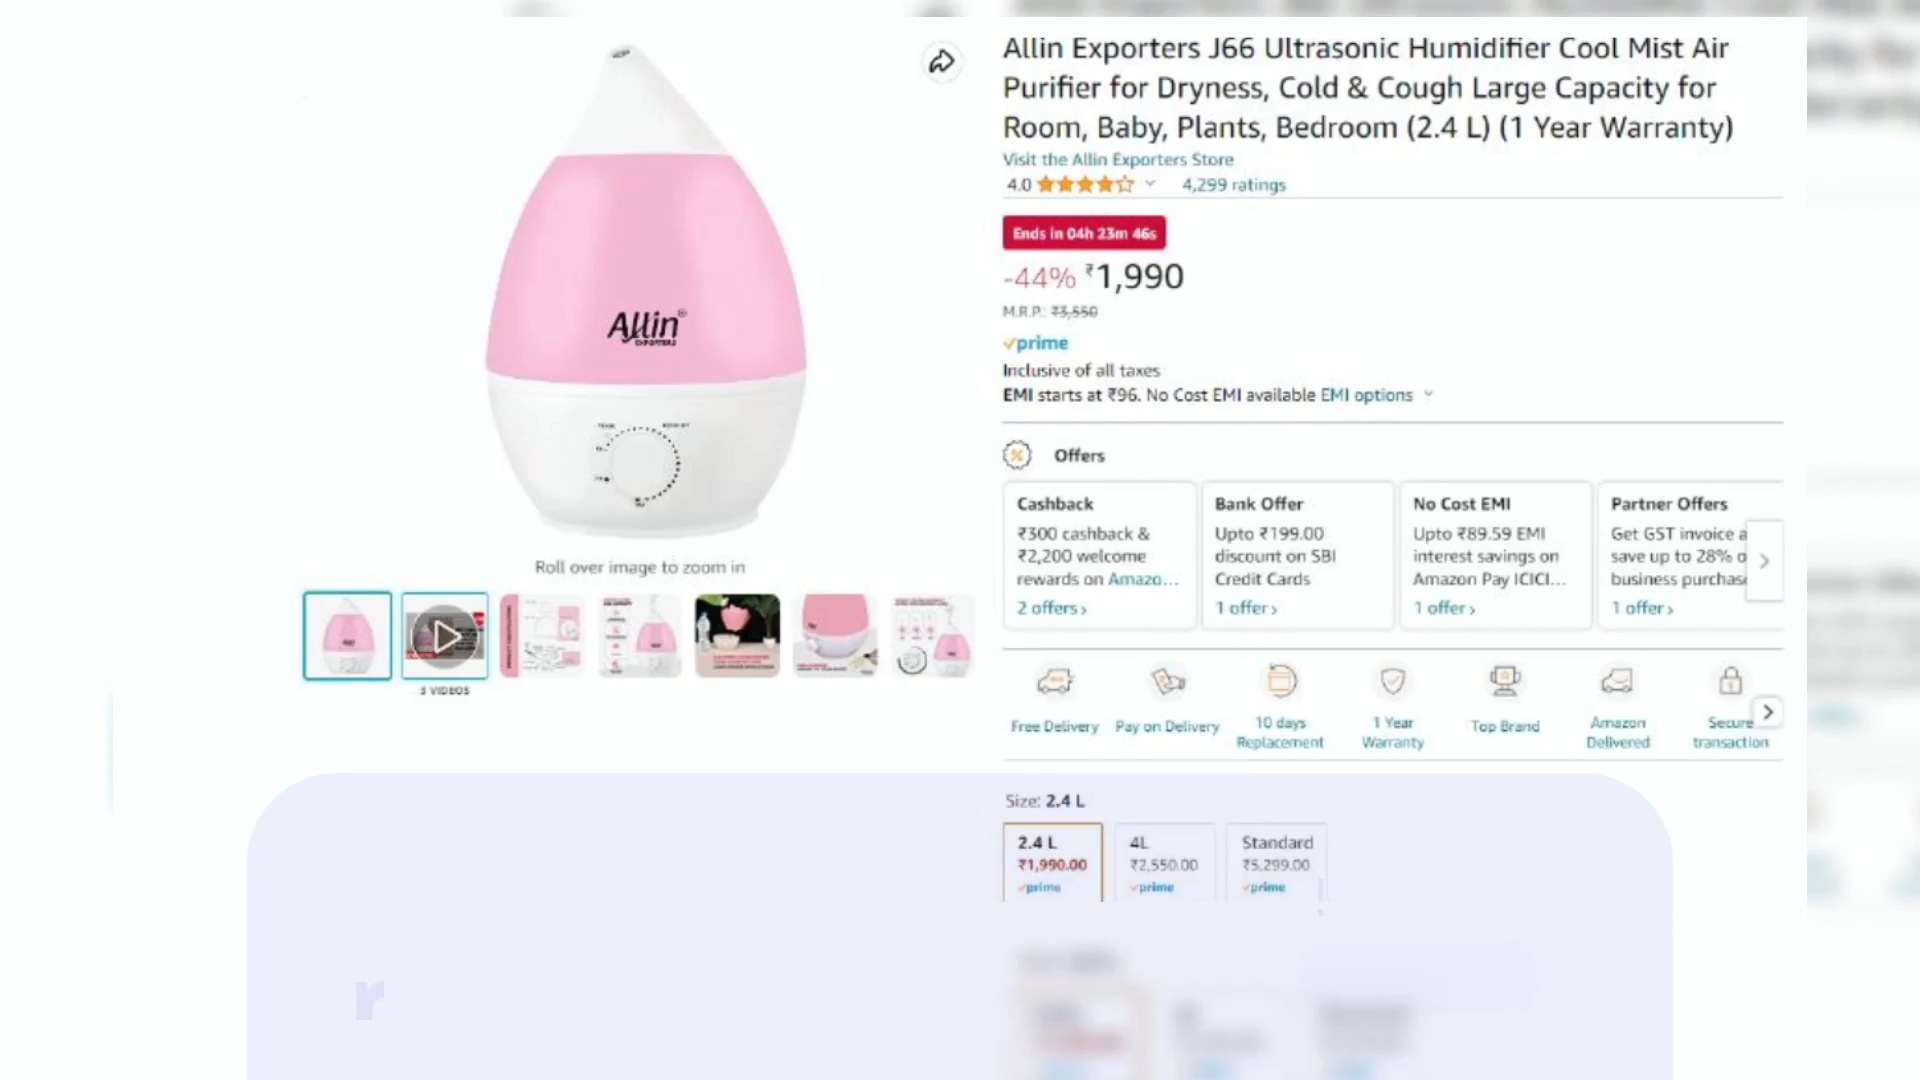 Allin Exporters J66 Ultrasonic Humidifier Cool Mist Air
Purifier for Dryness, Cold & Cough Large Capacity for
Room, Baby, Plants, Bedroom (2.4 L) (1 Year Warranty)
Visit the Allin Exporters Store
4.0 4,299 ratings
Ends in 04h 23m 46s
-44% ₹1,990
M.R.P.: ₹3,550
prime
Inclusive of all taxes
EMI starts at ₹96. No Cost EMI available EMI options
Offers
Cashback
₹300 cashback &
₹2,200 welcome
rewards on Amazo...
2 offers›
Bank Offer
Upto ₹199.00
discount on SBI
Credit Cards
1 offer›
No Cost EMI
Upto ₹89.59 EMI
interest savings on
Amazon Pay ICICI...
1 offer›
Partner Offers
Get GST invoice a
save up to 28% o
business purchas
1 offer›
Free Delivery
Pay on Delivery
10 days
Replacement
1 Year
Warranty
Top Brand
Amazon
Delivered
Secure
transaction
Size: 2.4 L
2.4 L
₹1,990.00
prime
4L
₹2,550.00
prime
Standard
₹5,299.00
prime
Allin®
EXPORTERS
Roll over image to zoom in
3 VIDEOS
r